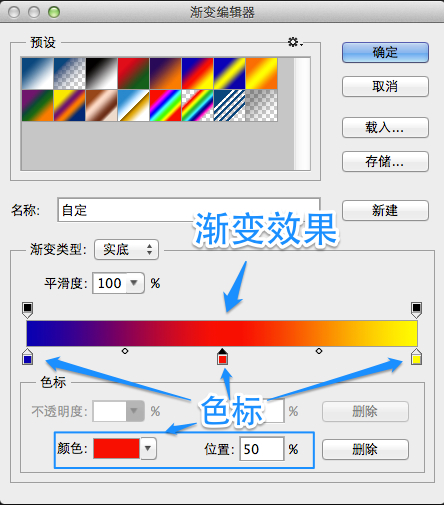 渐变编辑器
预设
确定
取消
载入...
存储...
名称: 自定
新建
渐变效果
渐变类型: 实底
平滑度: 100 %
色标
色标
不透明度: %
删除
颜色: 位置: 50 %
删除